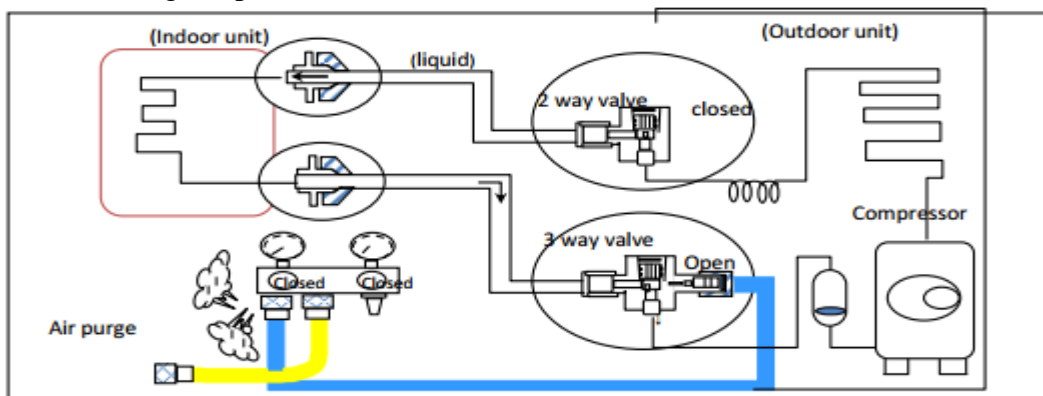 (Indoor unit)
(Outdoor unit)
(liquid)
2 way valve
closed
Compressor
3 way valve
Open
Closed
Closed
Air purge